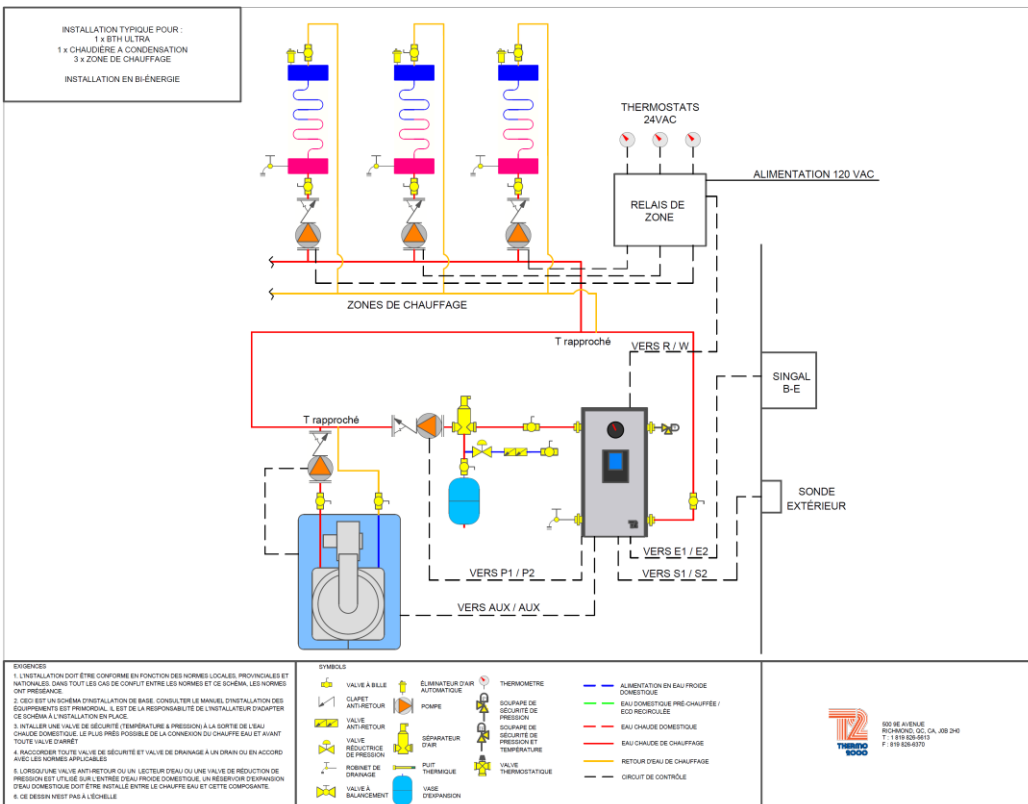 INSTALLATION TYPIQUE POUR :
1 x BTH ULTRA
1 x CHAUDIÈRE A CONDENSATION
3 x ZONE DE CHAUFFAGE
INSTALLATION EN BI-ÉNERGIE
THERMOSTATS
24VAC
ALIMENTATION 120 VAC
RELAIS DE
ZONE
ZONES DE CHAUFFAGE
T rapproché
VERS R / W
SINGAL
B-E
T rapproché
SONDE
EXTÉRIEUR
VERS E1 / E2
VERS P1 / P2
VERS S1 / S2
VERS AUX / AUX
EXIGENCES
1. L'INSTALLATION DOIT ÊTRE CONFORME EN FONCTION DES NORMES LOCALES, PROVINCIALES ET
NATIONALES. DANS TOUT LES CAS DE CONFLIT ENTRE LES NORMES ET CE SCHÉMA, LES NORMES
ONT PRÉSÉANCE.
2. CECI EST UN SCHÉMA D'INSTALLATION DE BASE. CONSULTER LE MANUEL D'INSTALLATION DES
ÉQUIPEMENTS EST PRIMORDIAL. IL EST DE LA RESPONSABILITÉ DE L'INSTALLATEUR D'ADAPTER
CE SCHÉMA À L'INSTALLATION EN PLACE.
3. INTALLER UNE VALVE DE SÉCURITÉ (TEMPÉRATURE & PRESSION) À LA SORTIE DE L'EAU
CHAUDE DOMESTIQUE. LE PLUS PRÈS POSSIBLE DE LA CONNEXION DU CHAUFFE EAU ET AVANT
TOUTE VALVE D'ARRÊT
4. RACCORDER TOUTE VALVE DE SÉCURITÉ ET VALVE DE DRAINAGE À UN DRAIN OU EN ACCORD
AVEC LES NORMES APPLICABLES
5. LORSQU'UNE VALVE ANTI-RETOUR OU UN LECTEUR D'EAU OU UNE VALVE DE RÉDUCTION DE
PRESSION EST UTILISÉ SUR L'ENTRÉE D'EAU FROIDE DOMESTIQUE, UN RÉSERVOIR D'EXPANSION
D'EAU DOMESTIQUE DOIT ÊTRE INSTALLÉ ENTRE LE CHAUFFE EAU ET CETTE COMPOSANTE.
6. CE DESSIN N'EST PAS À L'ÉCHELLE
SYMBOLS
VALVE À BILLE
CLAPET
ANTI-RETOUR
VALVE
ANTI-RETOUR
VALVE
RÉDUCTRICE
DE PRESSION
ROBINET DE
DRAINAGE
VALVE À
BALANCEMENT
ÉLIMINATEUR D'AIR
AUTOMATIQUE
POMPE
SÉPARATEUR
D'AIR
PUIT
THERMIQUE
VASE
D'EXPANSION
THERMOMETRE
SOUPAPE DE
SÉCURITÉ DE
PRESSION
SOUPAPE DE
SÉCURITÉ DE
PRESSION ET
TEMPÉRATURE
VALVE
THERMOSTATIQUE
ALIMENTATION EN EAU FROIDE
DOMESTIQUE
EAU DOMESTIQUE PRÉ-CHAUFFÉE /
ECO RECIRCULÉE
EAU CHAUDE DOMESTIQUE
EAU CHAUDE DE CHAUFFAGE
RETOUR D'EAU DE CHAUFFAGE
CIRCUIT DE CONTRÔLE
THERMO
2000
500 9E AVENUE
RICHMOND, QC, CA, J0B 2H0
T : 1 819 826-5613
F : 819 826-6370